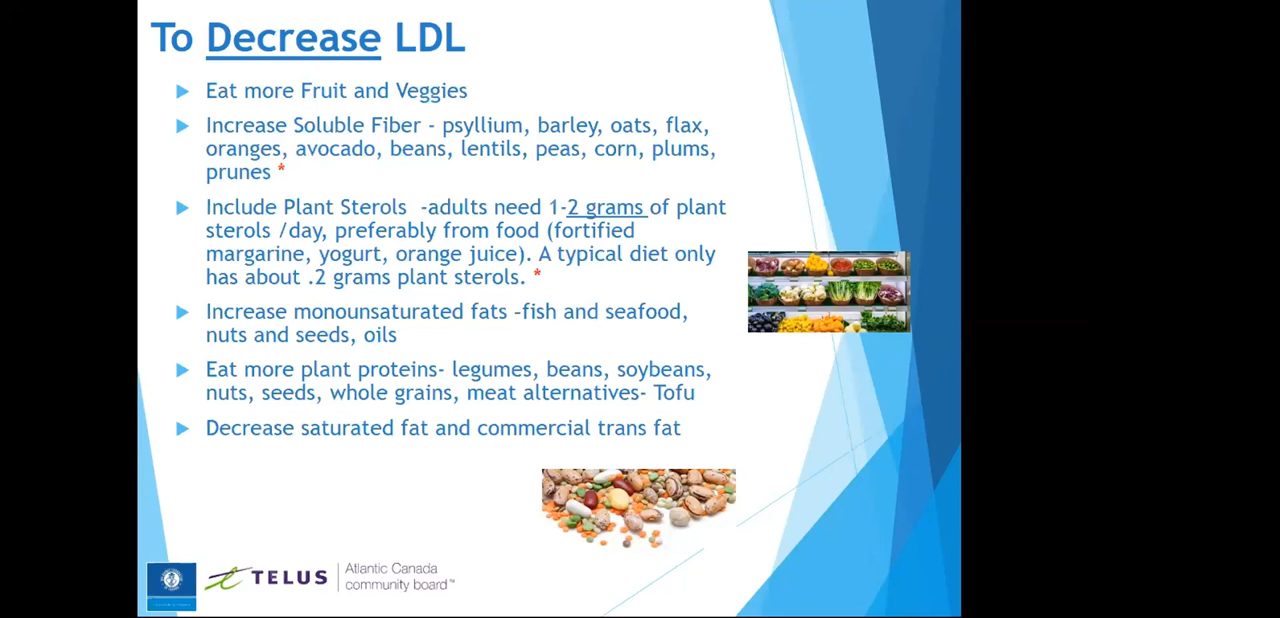 To Decrease LDL
Eat more Fruit and Veggies
Increase Soluble Fiber - psyllium, barley, oats, flax,
oranges, avocado, beans, lentils, peas, corn, plums,
prunes *
Include Plant Sterols -adults need 1-2 grams of plant
sterols /day, preferably from food (fortified
margarine, yogurt, orange juice). A typical diet only
has about .2 grams plant sterols. *
Increase monounsaturated fats –fish and seafood,
nuts and seeds, oils
Eat more plant proteins- legumes, beans, soybeans,
nuts, seeds, whole grains, meat alternatives- Tofu
Decrease saturated fat and commercial trans fat
TELUS
Atlantic Canada
community board™